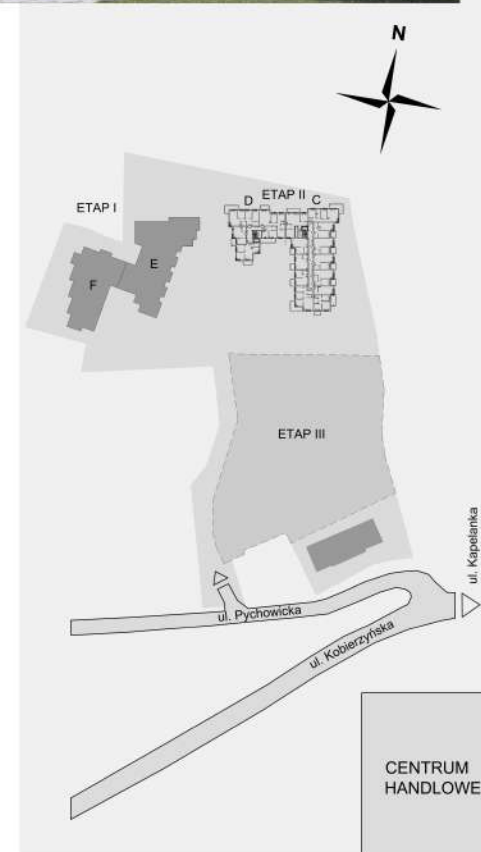 N
ETAP I
D
ETAP II
C
E
F
ETAP III
ul. Kapelanka
ul. Pychowicka
ul. Kobierzyńska
CENTRUM
HANDLOWE